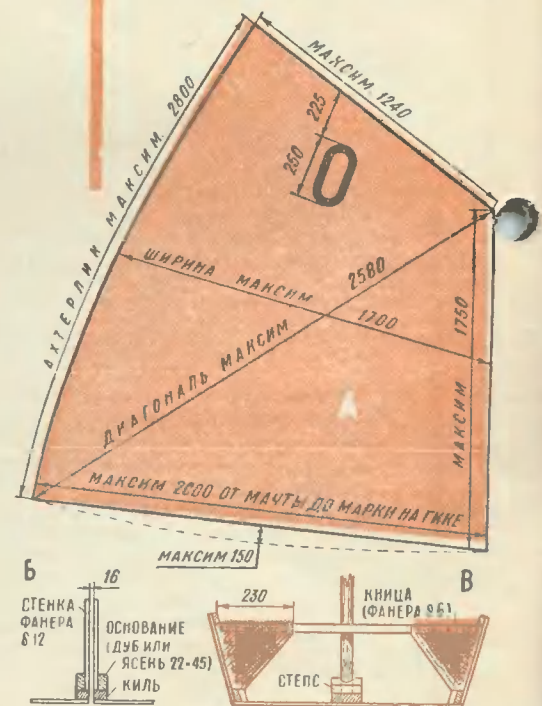 МАКСИМ. 1240
АХТЕРЛИК МАКСИМ. 2800
225
260
О
ШИРИНА МАКСИМ
1700
2580
ДИАГОНАЛЬ МАКСИМ
1750
МАКСИМ
А
МАКСИМ 2000 ОТ МАЧТЫ ДО МАРКИ НА ГИКЕ
МАКСИМ 150
Б
16
СТЕНКА
ФАНЕРА
δ12
ОСНОВАНИЕ
(ДУБ ИЛИ
ЯСЕНЬ 22-45)
КИЛЬ
В
230
КНИЦА
(ФАНЕРА δ6)
СТЕПС